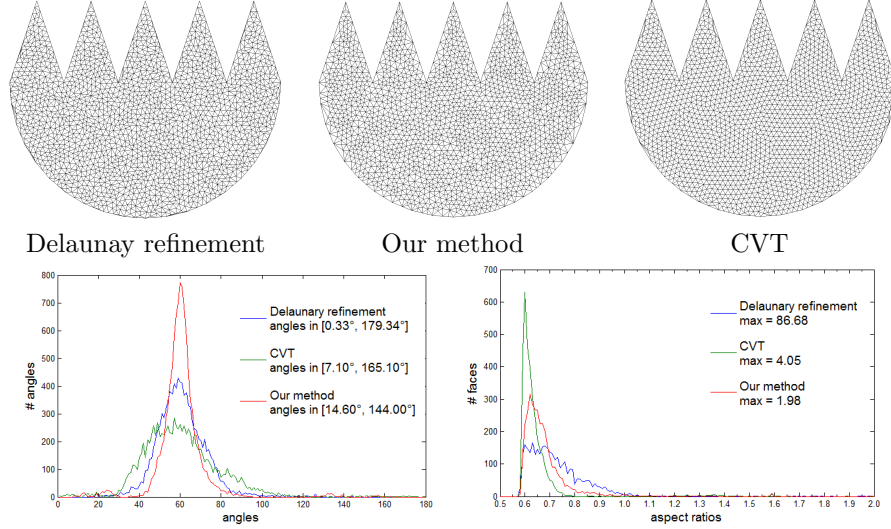 Delaunay refinement
Our method
CVT
800
700
600
500
400
300
200
100
0
# angles
0 20 40 60 80 100 120 140 160 180
angles
Delaunary refinement
angles in [0.33°, 179.34°]
CVT
angles in [7.10°, 165.10°]
Our method
angles in [14.60°, 144.00°]
700
600
500
400
300
200
100
0
# faces
0.5 0.6 0.7 0.8 0.9 1.0 1.1 1.2 1.3 1.4 1.5 1.6 1.7 1.8 1.9 2.0
aspect ratios
Delaunary refinement
max = 86.68
CVT
max = 4.05
Our method
max = 1.98